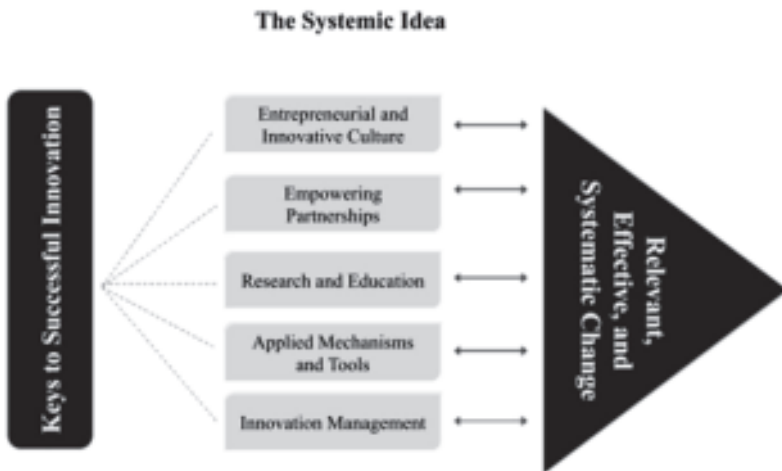 The Systemic Idea
Keys to Successful Innovation
Entrepreneurial and
Innovative Culture
Empowering
Partnerships
Research and Education
Applied Mechanisms
and Tools
Innovation Management
Relevant,
Effective, and
Systematic Change